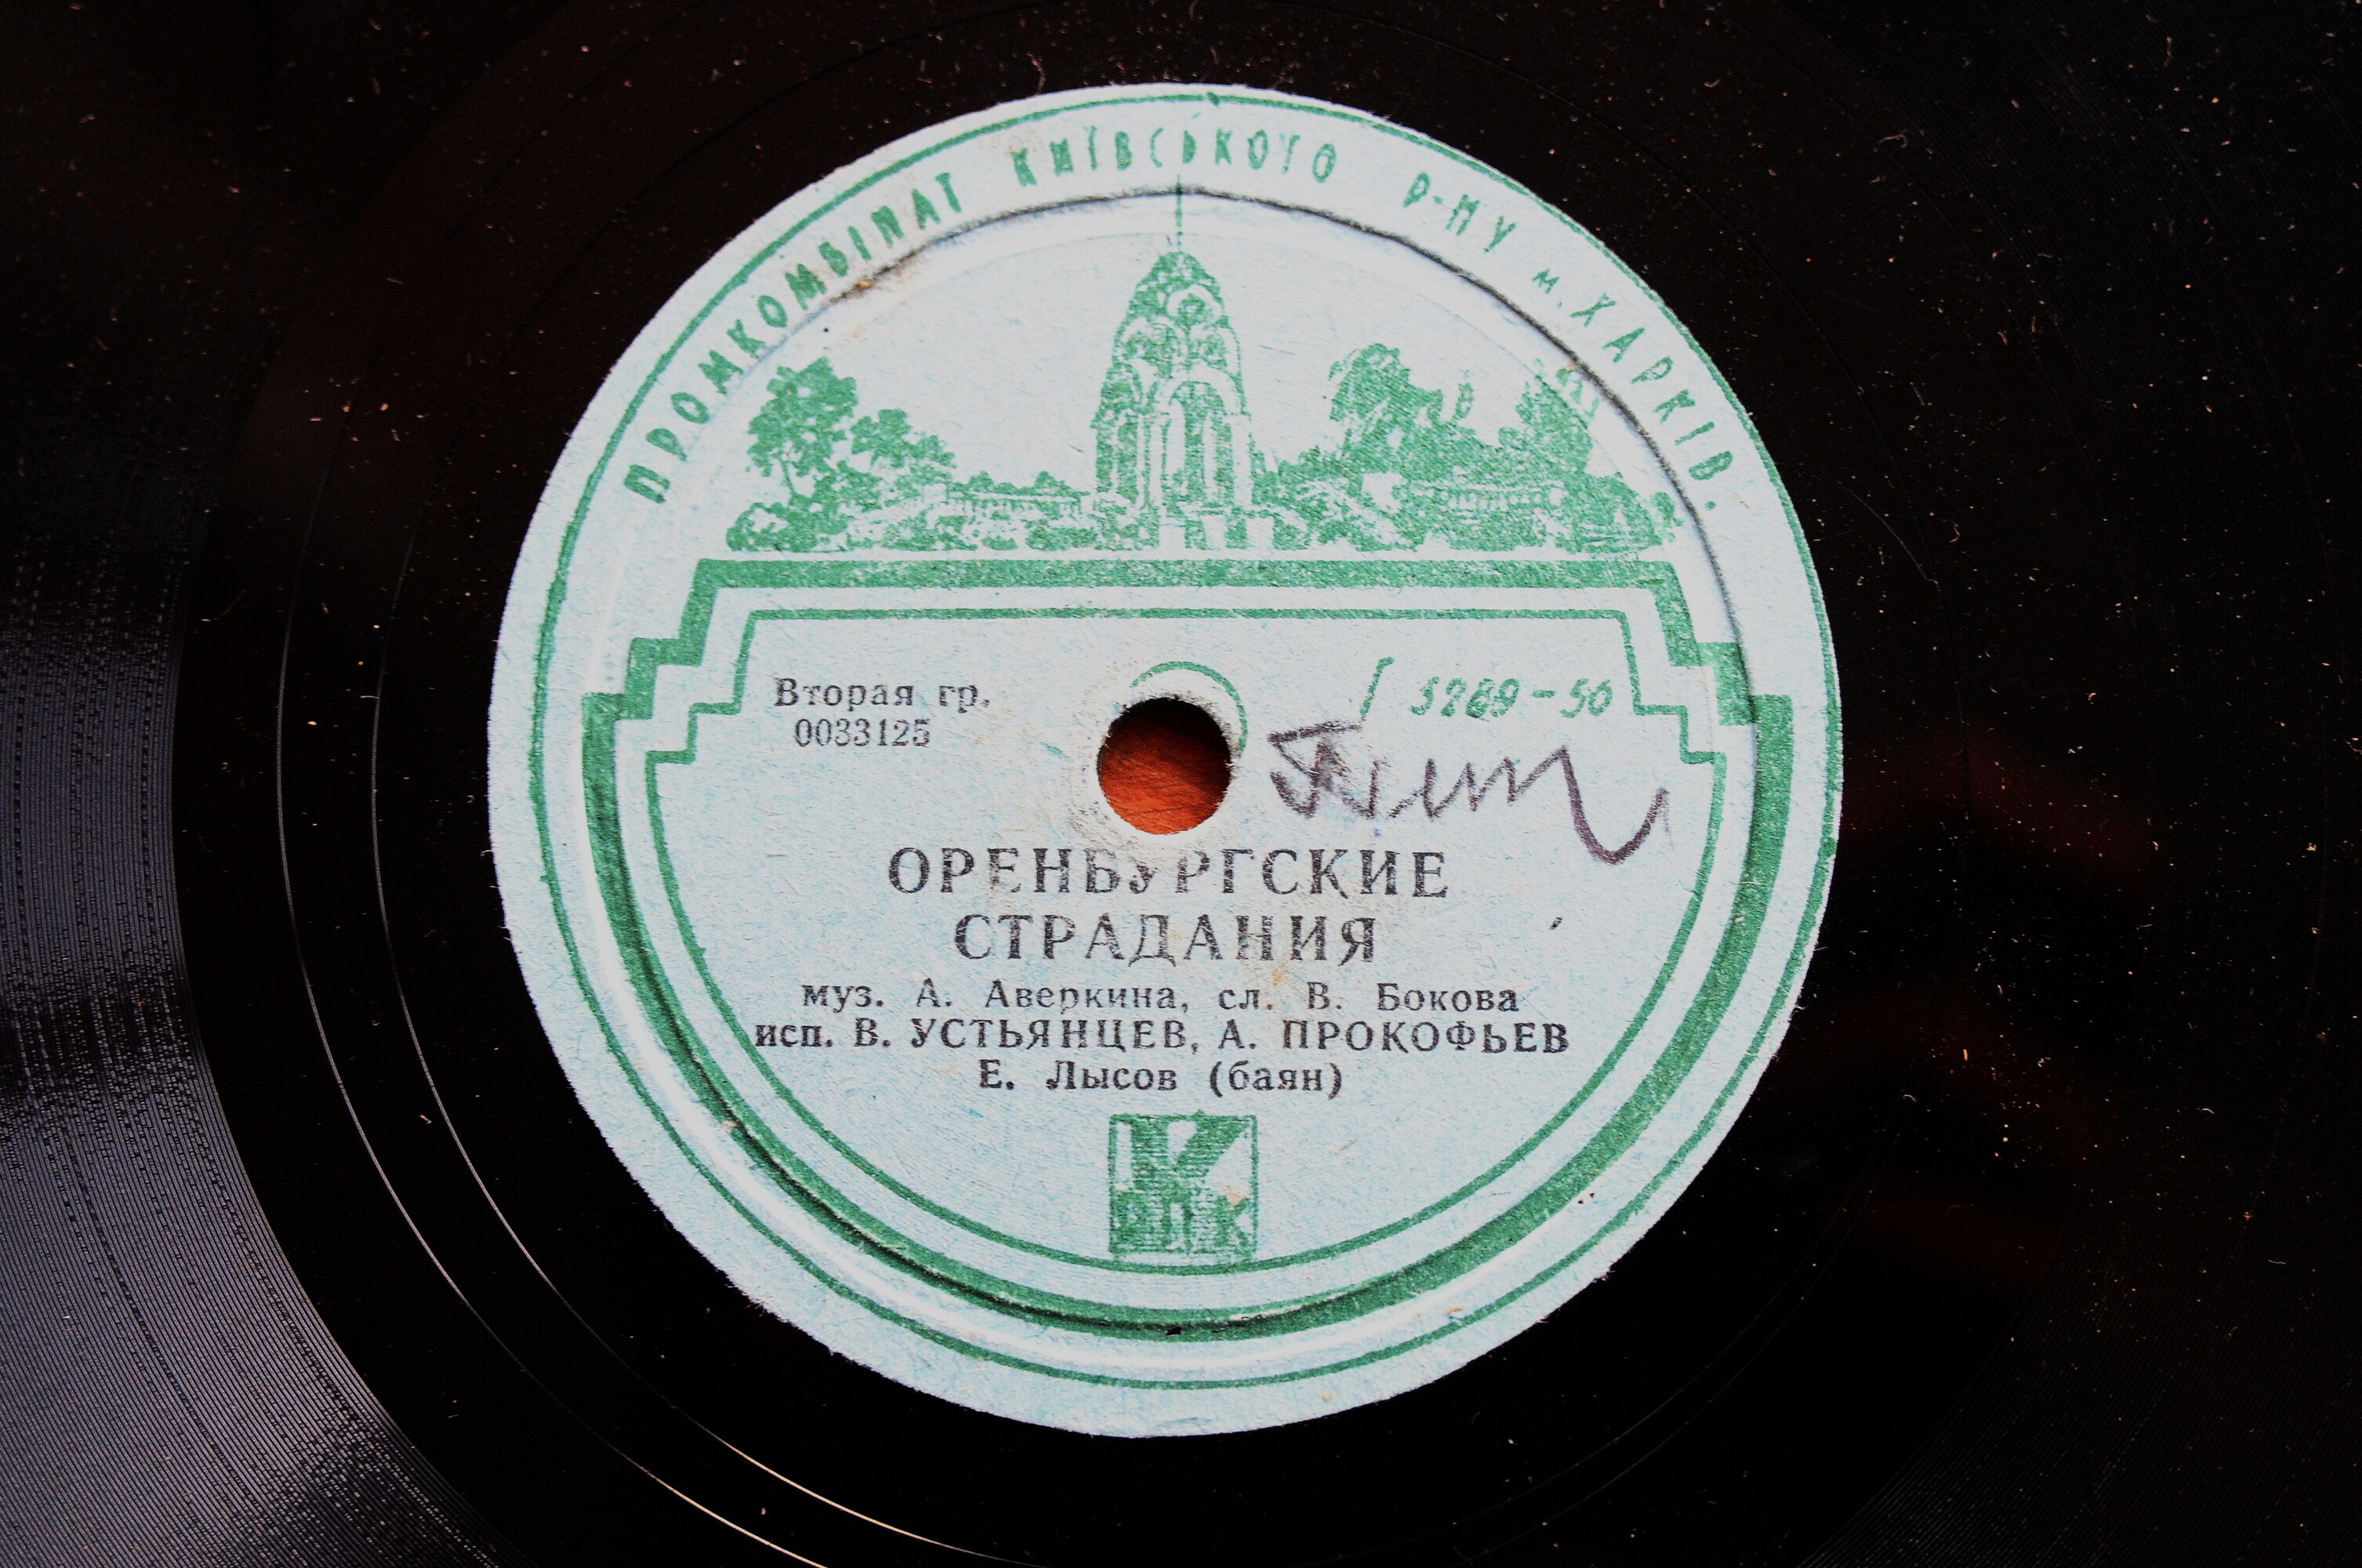 ПРОМКОМБІНАТ КИЇВСЬКОГО Р-НУ м. ХАРКІВ.
Вторая гр.
0033125
5289-50
ОРЕНБУРГСКИЕ
СТРАДАНИЯ
муз. А. Аверкина, сл. В. Бокова
исп. В. УСТЬЯНЦЕВ, А. ПРОКОФЬЕВ
Е. Лысов (баян)
К